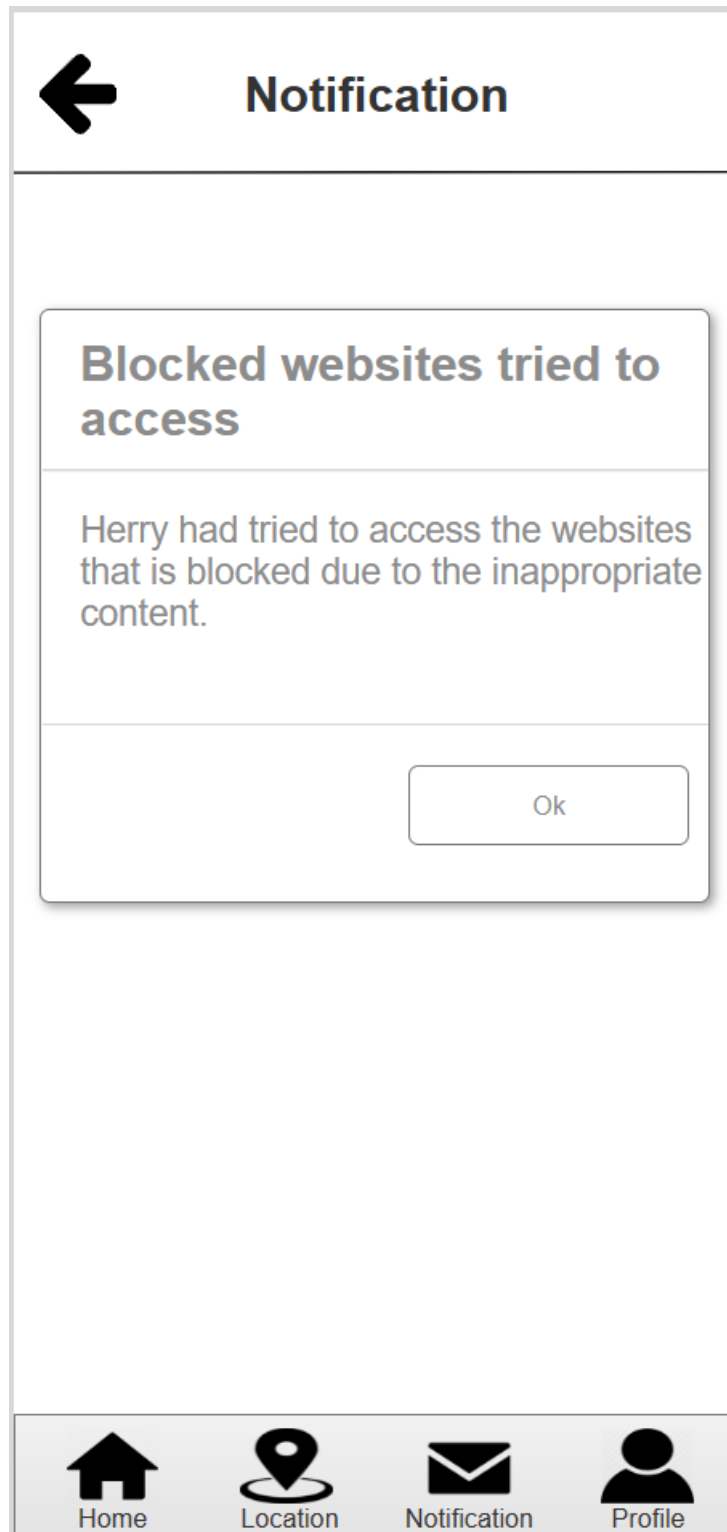 Notification
Blocked websites tried to
access
Herry had tried to access the websites
that is blocked due to the inappropriate
content.
Ok
Home Location Notification Profile